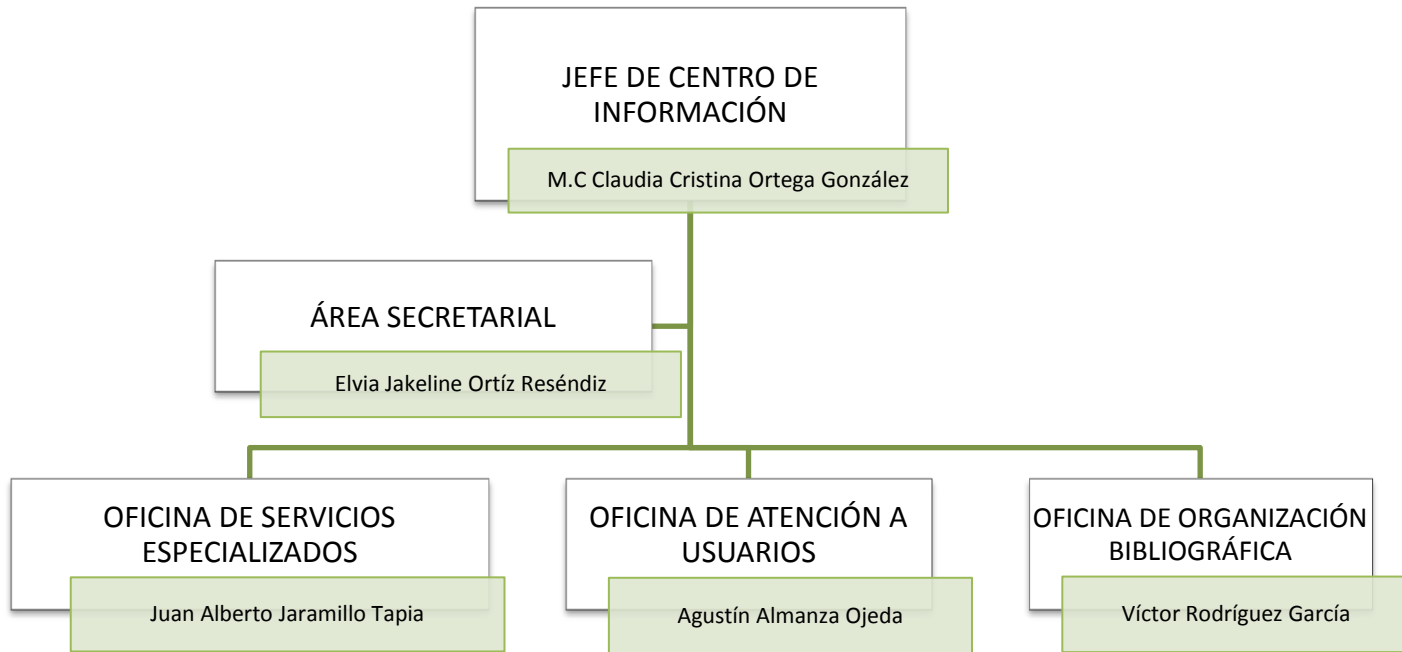 JEFE DE CENTRO DE
INFORMACIÓN
M.C Claudia Cristina Ortega González
ÁREA SECRETARIAL
Elvia Jakeline Ortíz Reséndiz
OFICINA DE SERVICIOS
ESPECIALIZADOS
Juan Alberto Jaramillo Tapia
OFICINA DE ATENCIÓN A
USUARIOS
Agustín Almanza Ojeda
OFICINA DE ORGANIZACIÓN
BIBLIOGRÁFICA
Víctor Rodríguez García